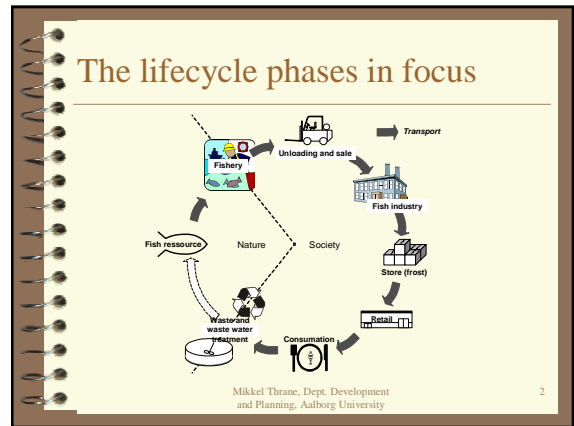 The lifecycle phases in focus
Transport
Unloading and sale
Fishery
Fish industry
Fish ressource
Nature
Society
Store (frost)
Retail
Waste and
waste water
treatment
Consumation
Mikkel Thrane, Dept. Development
and Planning, Aalborg University
2